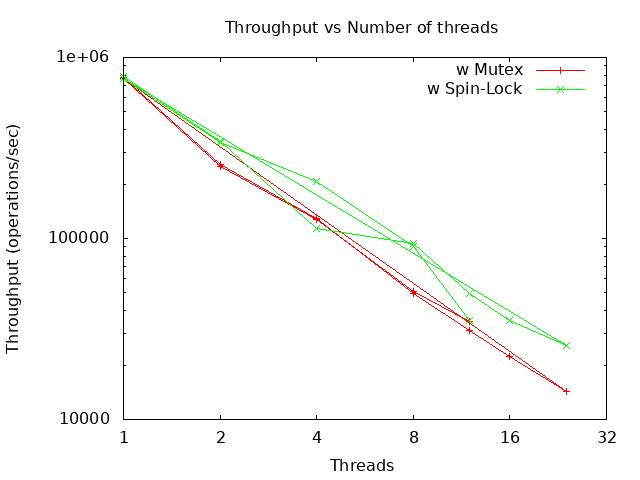 Throughput vs Number of threads
1e+06
w Mutex
w Spin-Lock
100000
Throughput (operations/sec)
10000
1 2 4 8 16 32
Threads